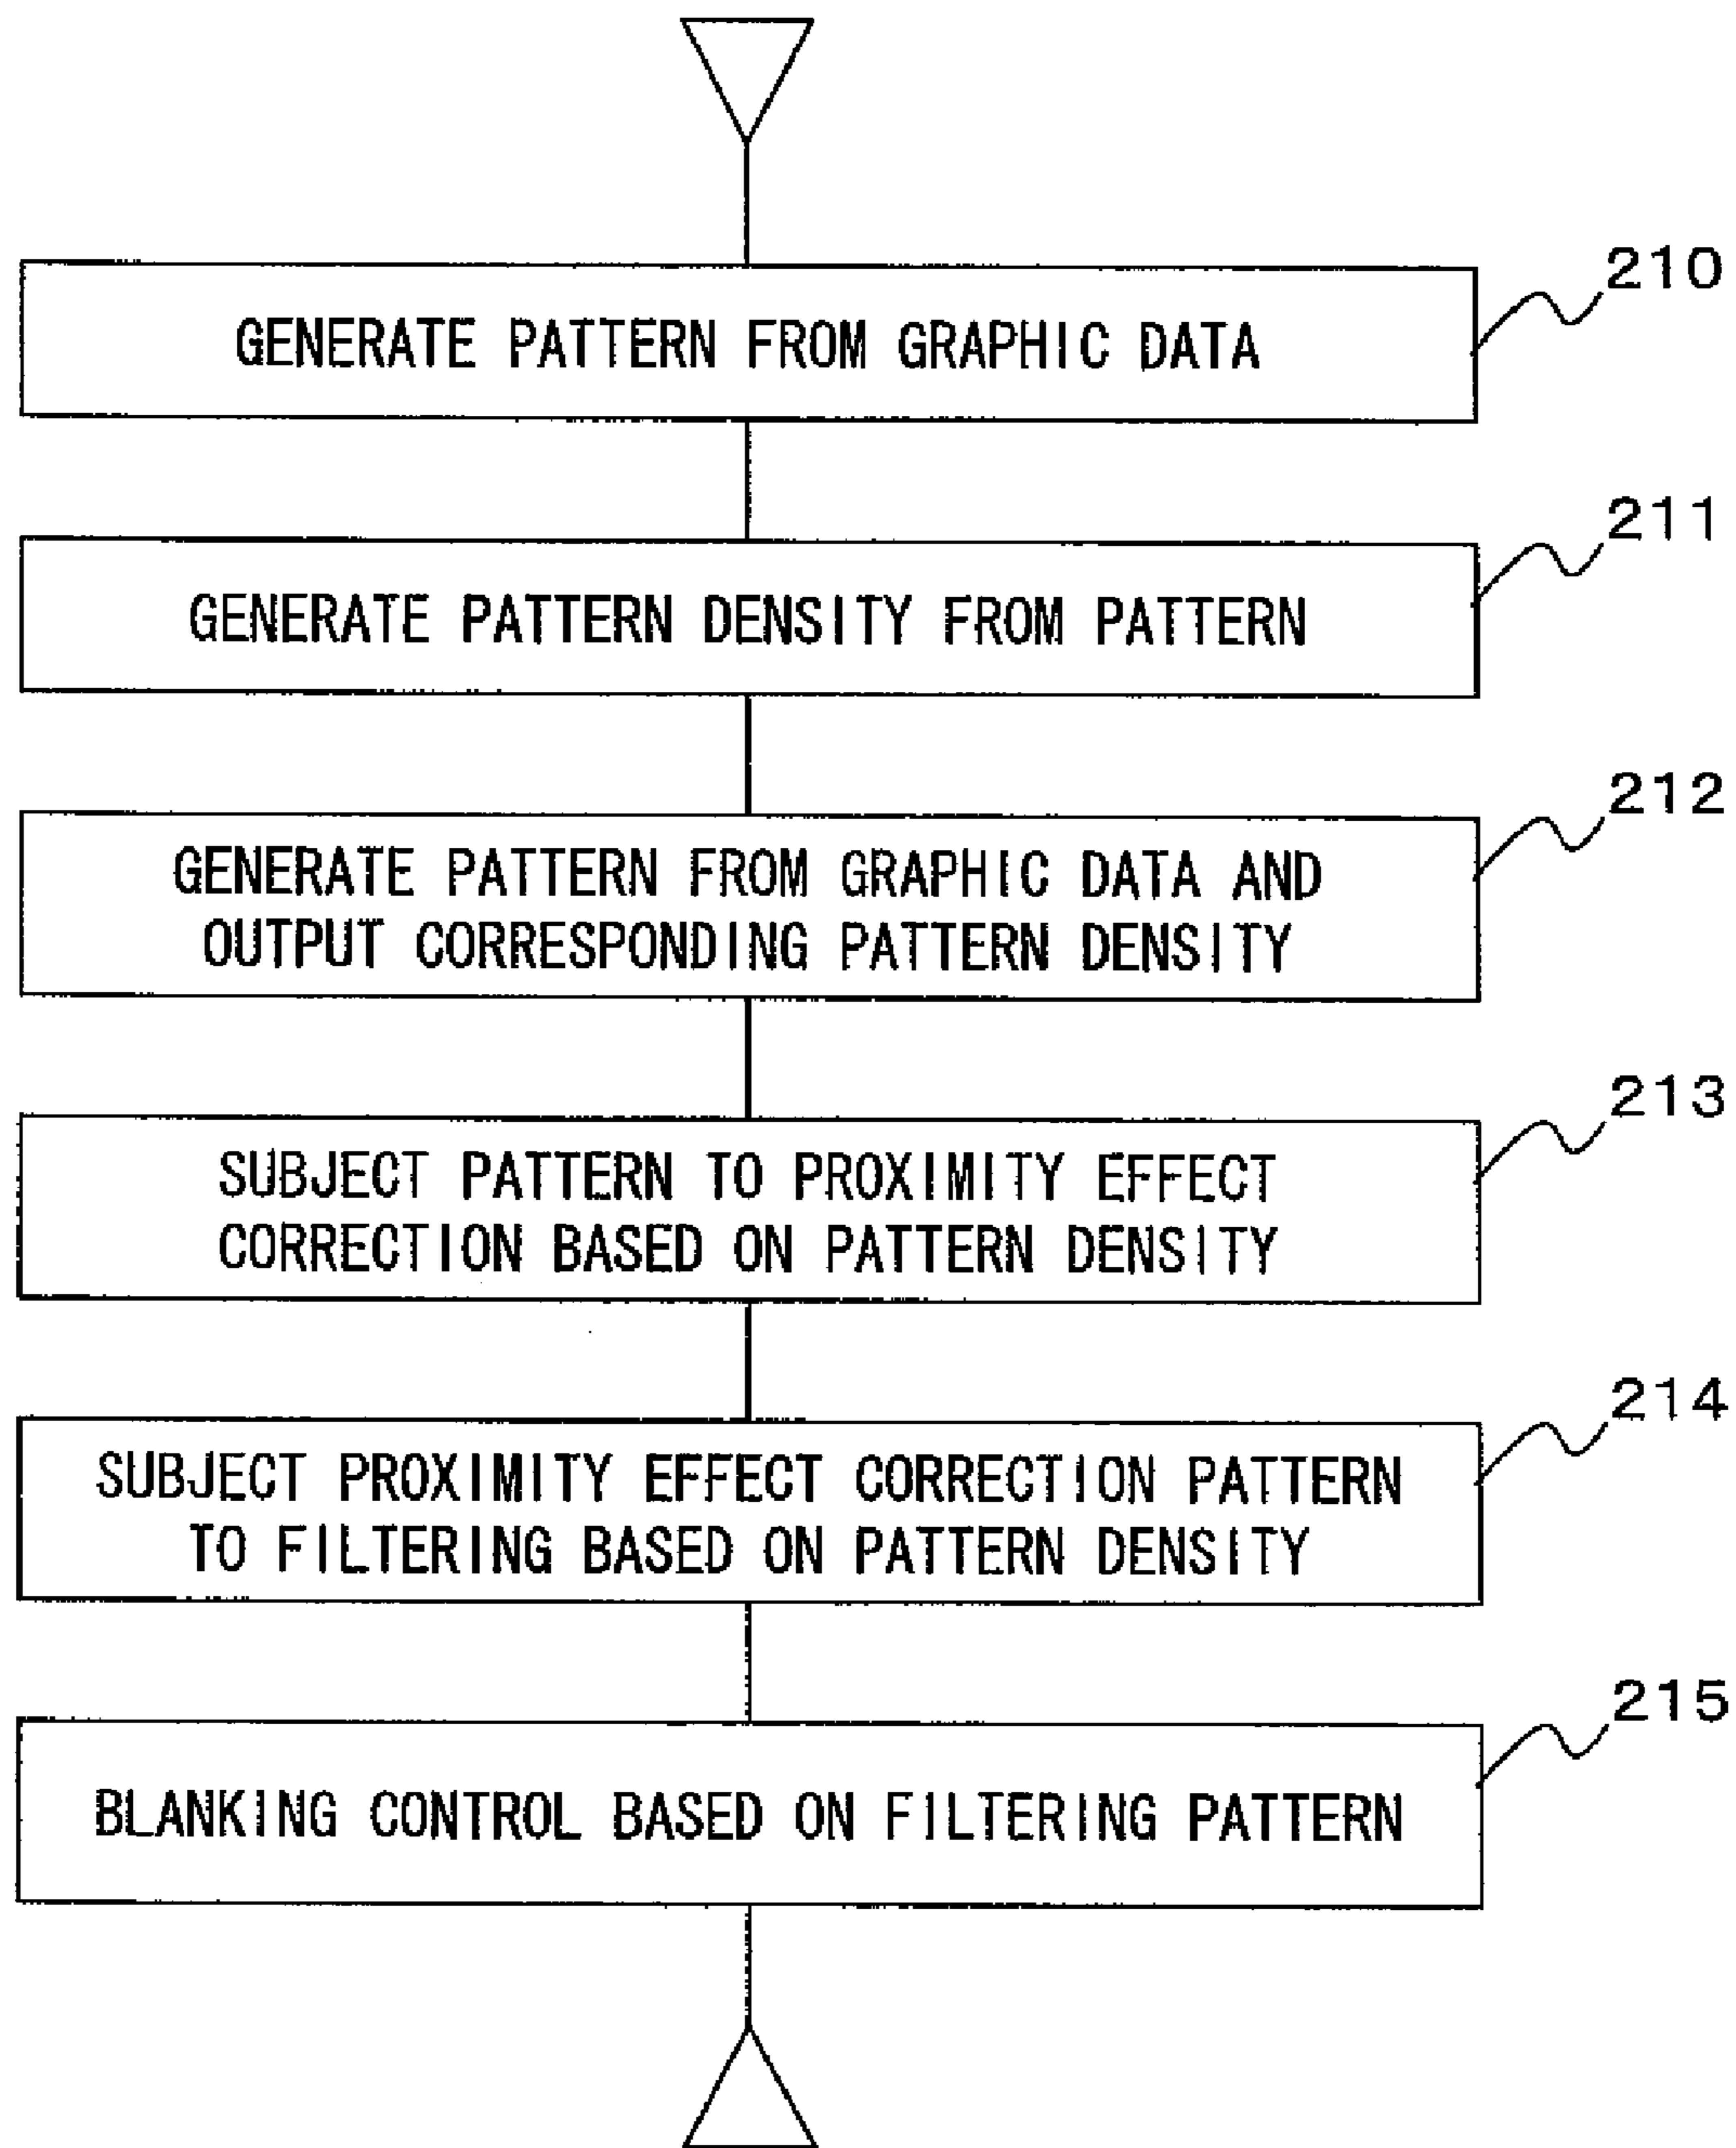 210
GENERATE PATTERN FROM GRAPHIC DATA
211
GENERATE PATTERN DENSITY FROM PATTERN
212
GENERATE PATTERN FROM GRAPHIC DATA AND
OUTPUT CORRESPONDING PATTERN DENSITY
213
SUBJECT PATTERN TO PROXIMITY EFFECT
CORRECTION BASED ON PATTERN DENSITY
214
SUBJECT PROXIMITY EFFECT CORRECTION PATTERN
TO FILTERING BASED ON PATTERN DENSITY
215
BLANKING CONTROL BASED ON FILTERING PATTERN